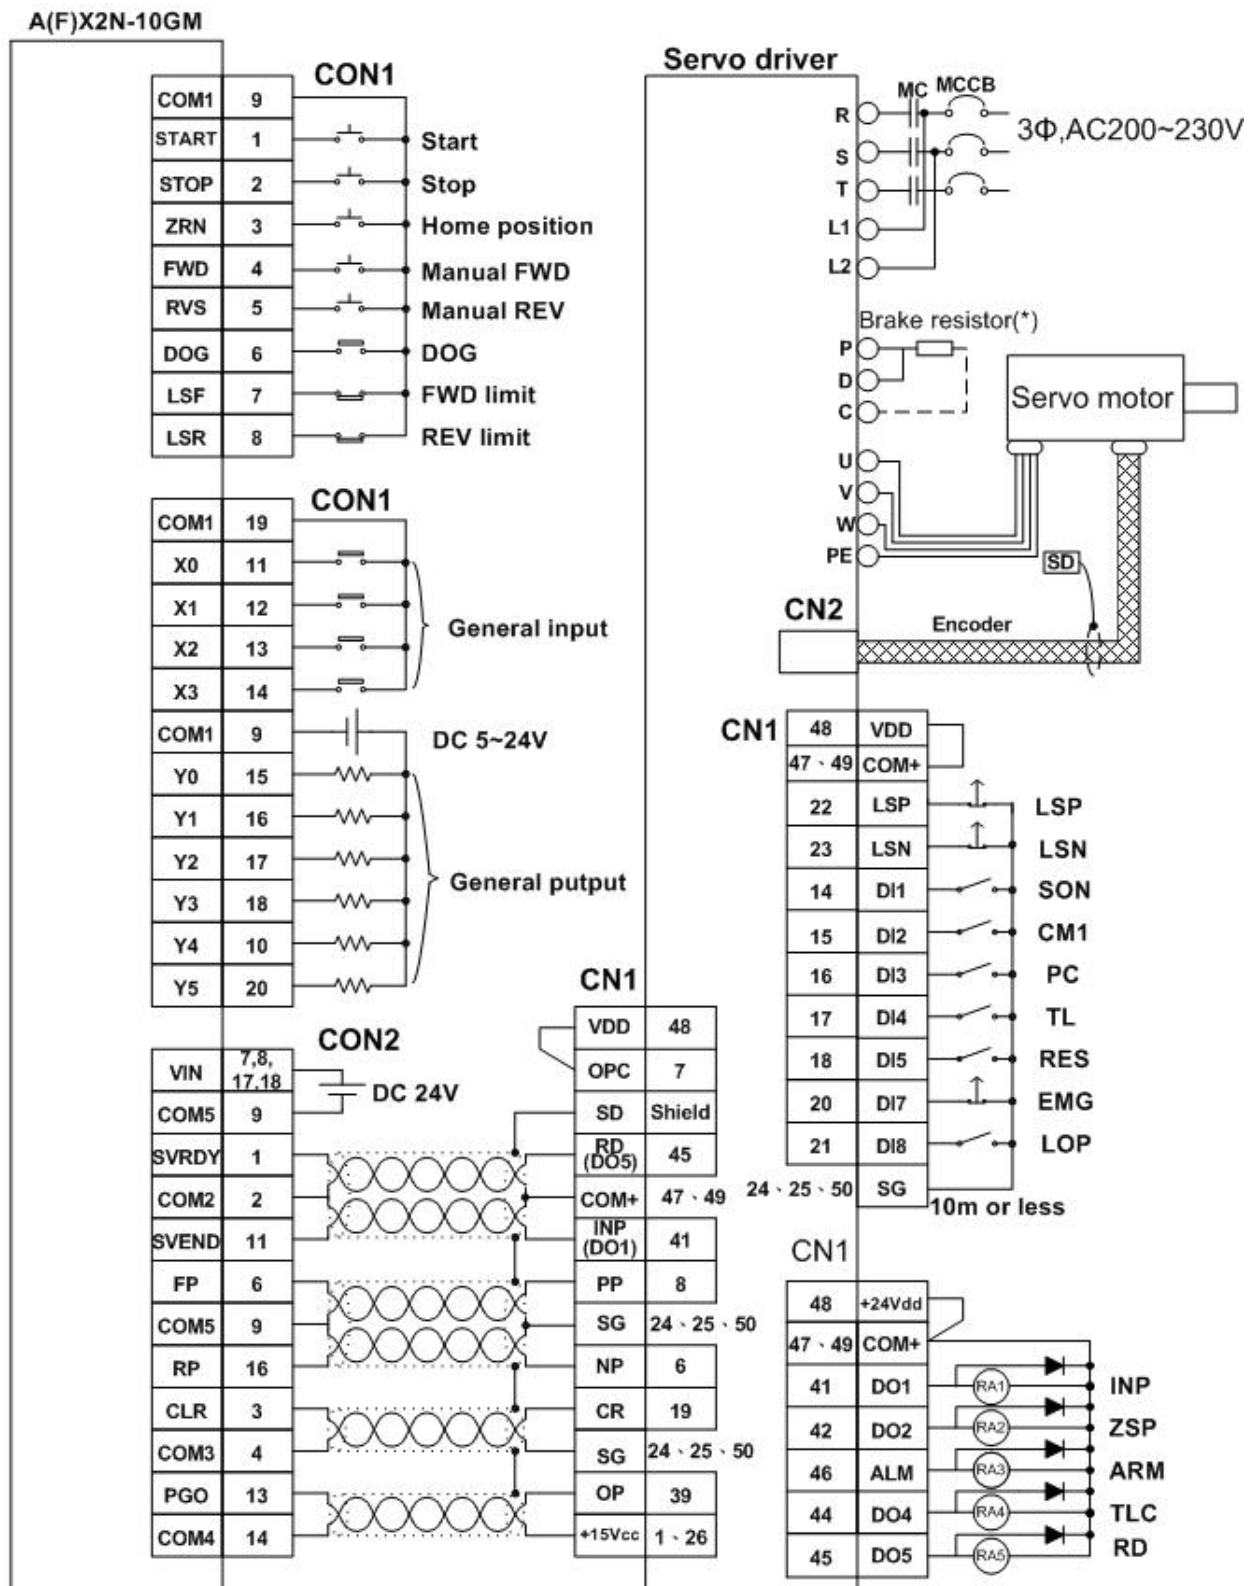 A(F)X2N-10GM
CON1
COM1 9
START 1 Start
STOP 2 Stop
ZRN 3 Home position
FWD 4 Manual FWD
RVS 5 Manual REV
DOG 6 DOG
LSF 7 FWD limit
LSR 8 REV limit
CON1
COM1 19
X0 11
X1 12
X2 13
X3 14
General input
COM1 9 DC 5~24V
Y0 15
Y1 16
Y2 17
Y3 18
Y4 10
Y5 20
General putput
CON2
VIN 7,8,
17,18
DC 24V
COM5 9
SVRDY 1
COM2 2
SVEND 11
FP 6
COM5 9
RP 16
CLR 3
COM3 4
PGO 13
COM4 14
CN1
VDD 48
OPC 7
SD Shield
RD
(DO5) 45
COM+ 47、49
INP
(DO1) 41
PP 8
SG 24、25、50
NP 6
CR 19
SG 24、25、50
OP 39
+15Vcc 1、26
Servo driver
MC MCCB
R
S
T
3Φ,AC200~230V
L1
L2
Brake resistor(*)
P
D
C
Servo motor
U
V
W
PE
SD
CN2
Encoder
CN1
48 VDD
47、49 COM+
22 LSP LSP
23 LSN LSN
14 DI1 SON
15 DI2 CM1
16 DI3 PC
17 DI4 TL
18 DI5 RES
20 DI7 EMG
21 DI8 LOP
24、25、50 SG
10m or less
CN1
48 +24Vdd
47、49 COM+
41 DO1 RA1 INP
42 DO2 RA2 ZSP
46 ALM RA3 ARM
44 DO4 RA4 TLC
45 DO5 RA5 RD